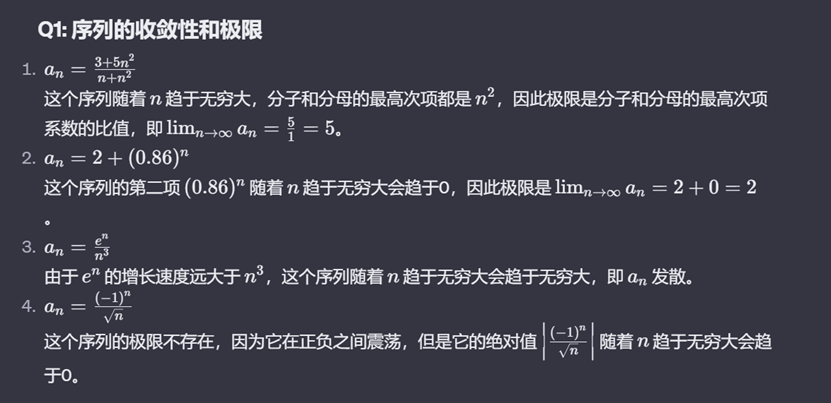 Q1: 序列的收敛性和极限
1. $a_n = \frac{3+5n^2}{n+n^2}$
这个序列随着 $n$ 趋于无穷大，分子和分母的最高次项都是 $n^2$，因此极限是分子和分母的最高次项
系数的比值，即 $\lim_{n\to\infty} a_n = \frac{5}{1} = 5$。
2. $a_n = 2 + (0.86)^n$
这个序列的第二项 $(0.86)^n$ 随着 $n$ 趋于无穷大会趋于0，因此极限是 $\lim_{n\to\infty} a_n = 2 + 0 = 2$
。
3. $a_n = \frac{e^n}{n^3}$
由于 $e^n$ 的增长速度远大于 $n^3$，这个序列随着 $n$ 趋于无穷大会趋于无穷大，即 $a_n$ 发散。
4. $a_n = \frac{(-1)^n}{\sqrt{n}}$
这个序列的极限不存在，因为它在正负之间震荡，但是它的绝对值 $\left|\frac{(-1)^n}{\sqrt{n}}\right|$ 随着 $n$ 趋于无穷大会趋
于0。